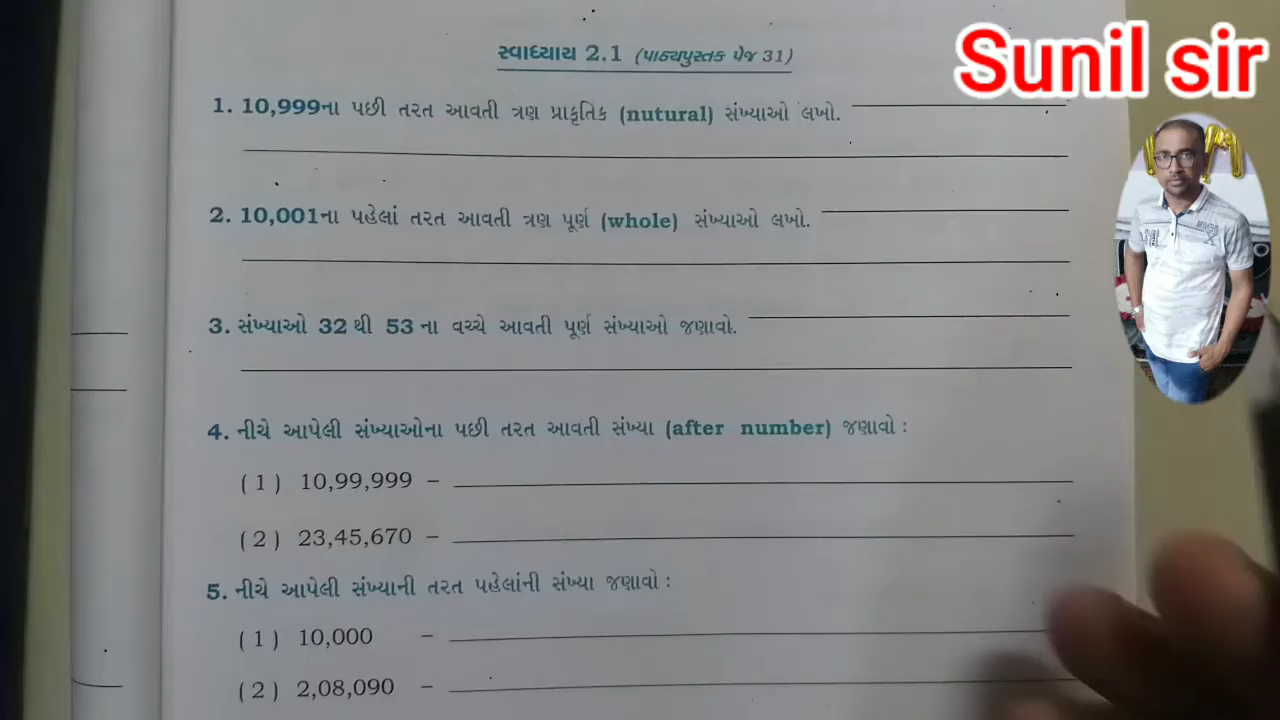 Sunil sir
સ્વાધ્યાય 2.1 (પાઠ્યપુસ્તક પેજ 31)
1. 10,999ના પછી તરત આવતી ત્રણ પ્રાકૃતિક (nutural) સંખ્યાઓ લખો.
2. 10,001ના પહેલાં તરત આવતી ત્રણ પૂર્ણ (whole) સંખ્યાઓ લખો.
3. સંખ્યાઓ 32 થી 53 ના વચ્ચે આવતી પૂર્ણ સંખ્યાઓ જણાવો.
4. નીચે આપેલી સંખ્યાઓના પછી તરત આવતી સંખ્યા (after number) જણાવો :
( 1 ) 10,99,999 –
( 2 ) 23,45,670 –
5. નીચે આપેલી સંખ્યાની તરત પહેલાંની સંખ્યા જણાવો :
( 1 ) 10,000 –
( 2 ) 2,08,090 –